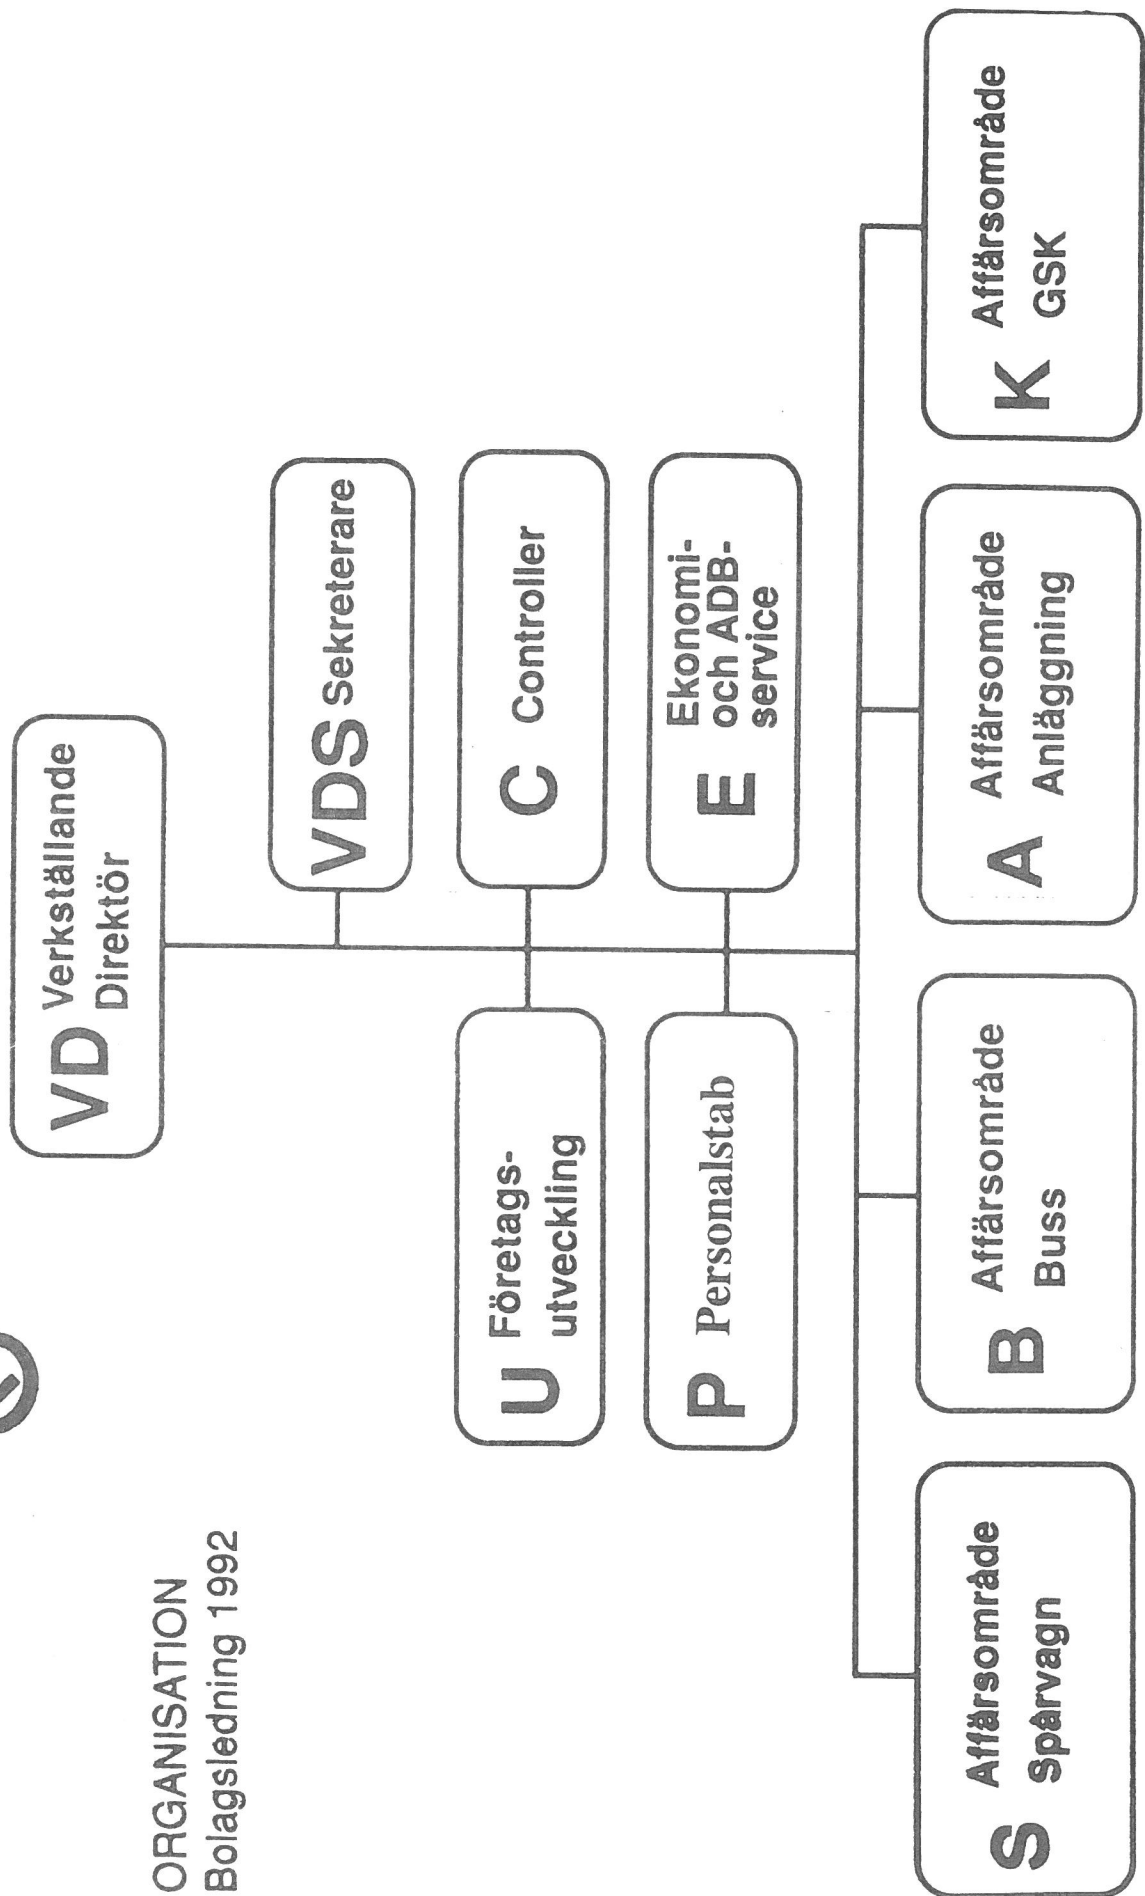 ORGANISATION
Bolagsledning 1992
VD Verkställande
Direktör
VDS Sekreterare
U Företags-
utveckling
C Controller
P Personalstab
E Ekonomi-
och ADB-
service
S Affärsområde
Spårvagn
B Affärsområde
Buss
A Affärsområde
Anläggning
K Affärsområde
GSK